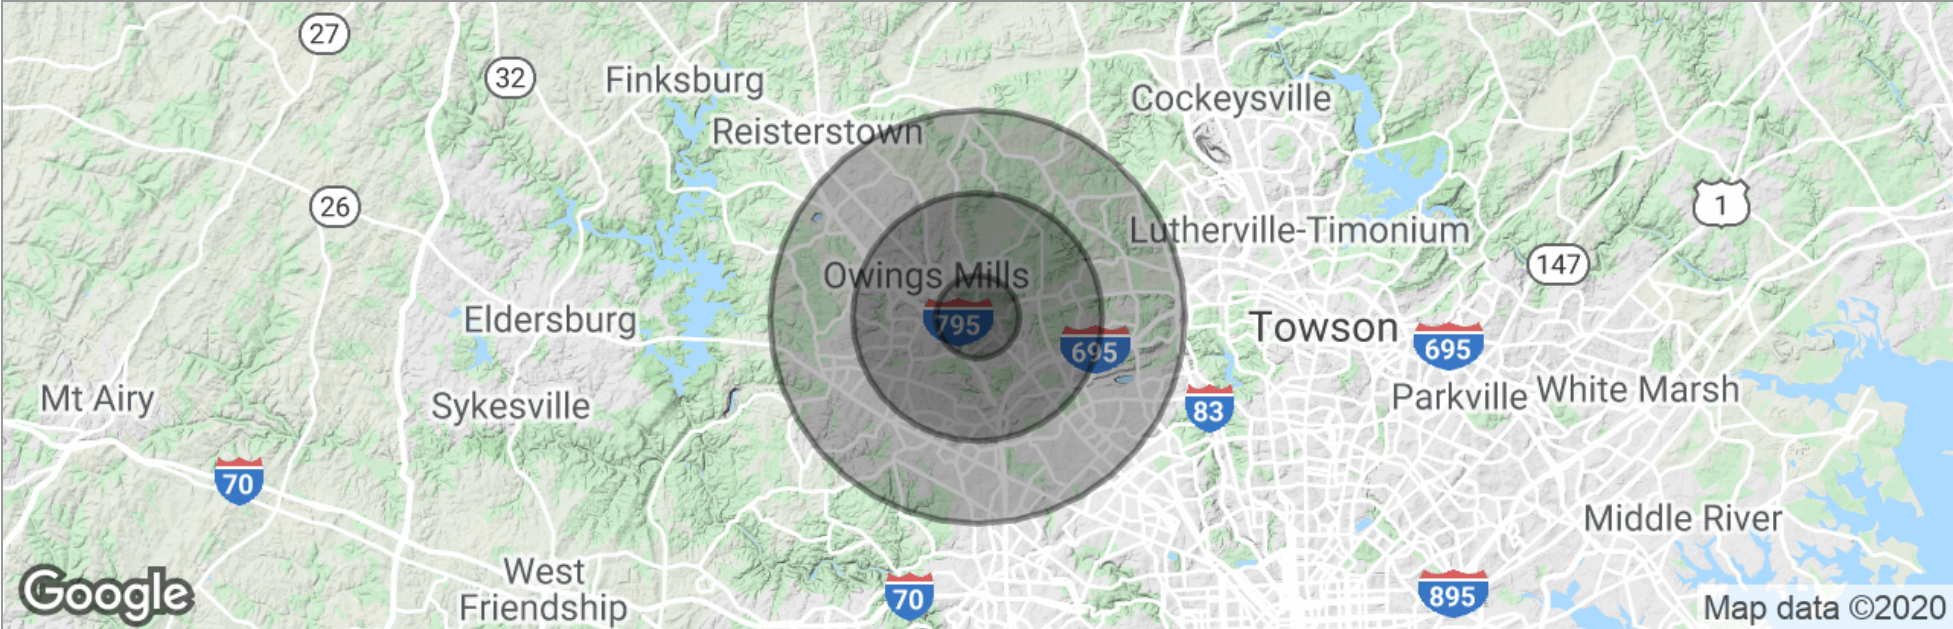 27
32
Finksburg
Cockeysville
Reisterstown
26
1
Lutherville-Timonium
147
Owings Mills
795
Eldersburg
Towson
695
695
Mt Airy
Sykesville
83
Parkville
White Marsh
70
Middle River
West
Friendship
70
895
Google
Map data ©2020